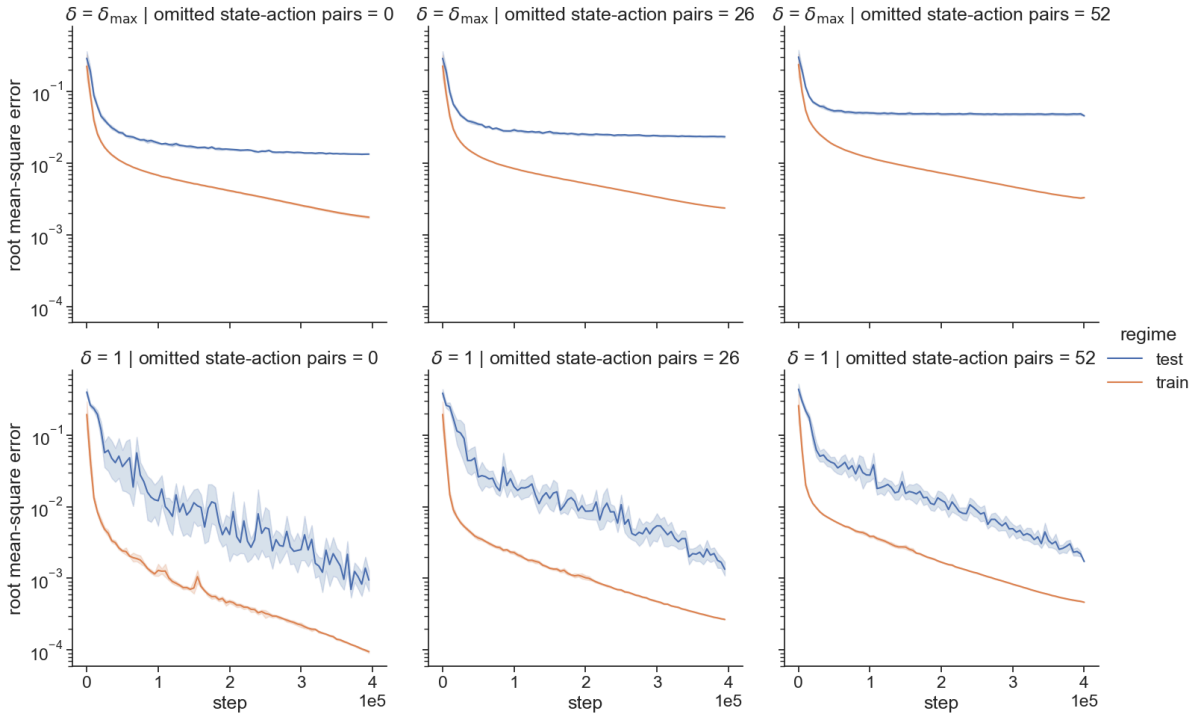 δ = δmax | omitted state-action pairs = 0
δ = δmax | omitted state-action pairs = 26
δ = δmax | omitted state-action pairs = 52
root mean-square error
10⁻¹
10⁻²
10⁻³
10⁻⁴
regime
test
train
δ = 1 | omitted state-action pairs = 0
δ = 1 | omitted state-action pairs = 26
δ = 1 | omitted state-action pairs = 52
root mean-square error
10⁻¹
10⁻²
10⁻³
10⁻⁴
0 1 2 3 4
1e5
step
0 1 2 3 4
1e5
step
0 1 2 3 4
1e5
step